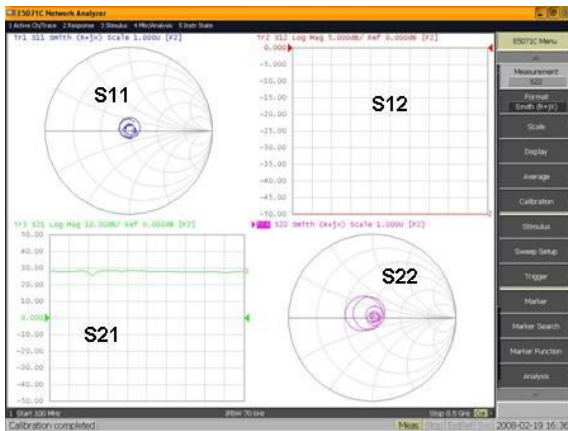 E5071C Network Analyzer
1 Active Ch/Trace 2 Response 3 Stimulus 4 Mkr/Analysis 5 Instr State
Tr1 S11 Smith (R+jX) Scale 1.000U [F2]
S11
Tr2 S12 Log Mag 5.000dB/ Ref 0.000dB [F2]
0.000
-5.000
-10.00
-15.00
-20.00
-25.00
-30.00
-35.00
-40.00
-45.00
-50.00
S12
Tr3 S21 Log Mag 10.00dB/ Ref 0.000dB [F2]
50.00
40.00
30.00
20.00
10.00
0.000
-10.00
-20.00
-30.00
-40.00
-50.00
S21
Tr4 S22 Smith (R+jX) Scale 1.000U [F2]
S22
1 Start 100 MHz
IFBW 70 kHz
Stop 8.5 GHz
Calibration completed
Meas
2008-02-19 16:36
E5071C Menu
Measurement
S22
Format
Smith (R+jX)
Scale
Display
Average
Calibration
Stimulus
Sweep Setup
Trigger
Marker
Marker Search
Marker Function
Analysis